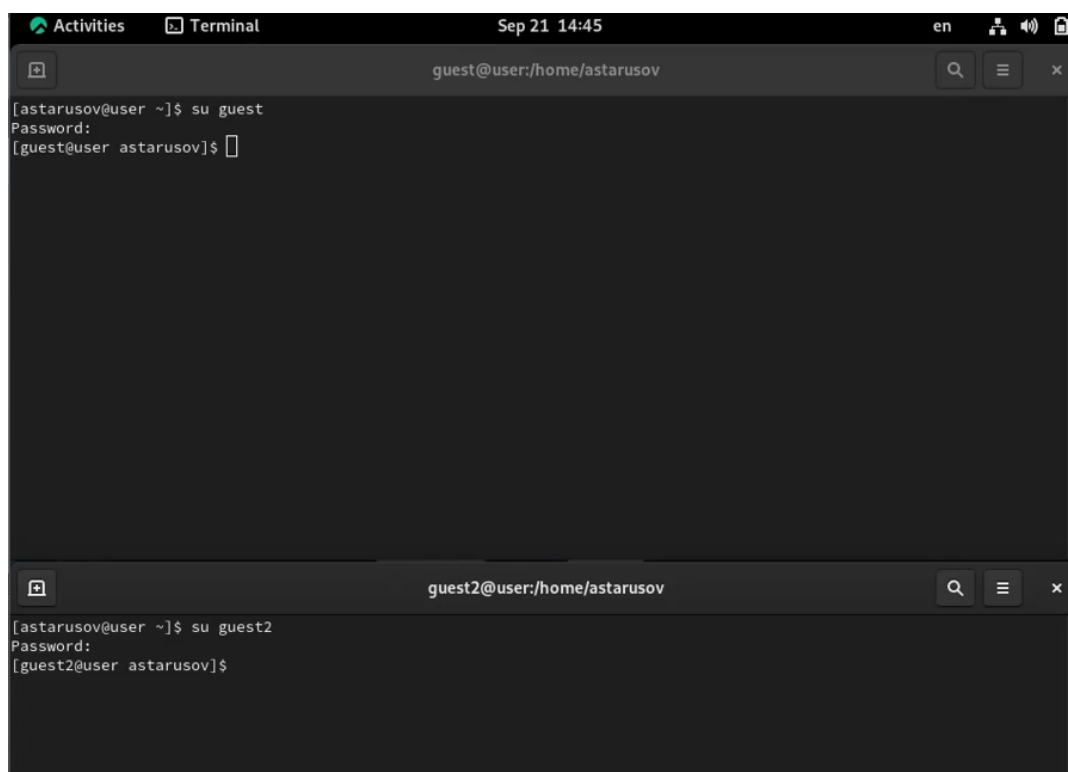 Activities Terminal Sep 21 14:45 en
guest@user:/home/astarusov
[astarusov@user ~]$ su guest
Password:
[guest@user astarusov]$
guest2@user:/home/astarusov
[astarusov@user ~]$ su guest2
Password:
[guest2@user astarusov]$